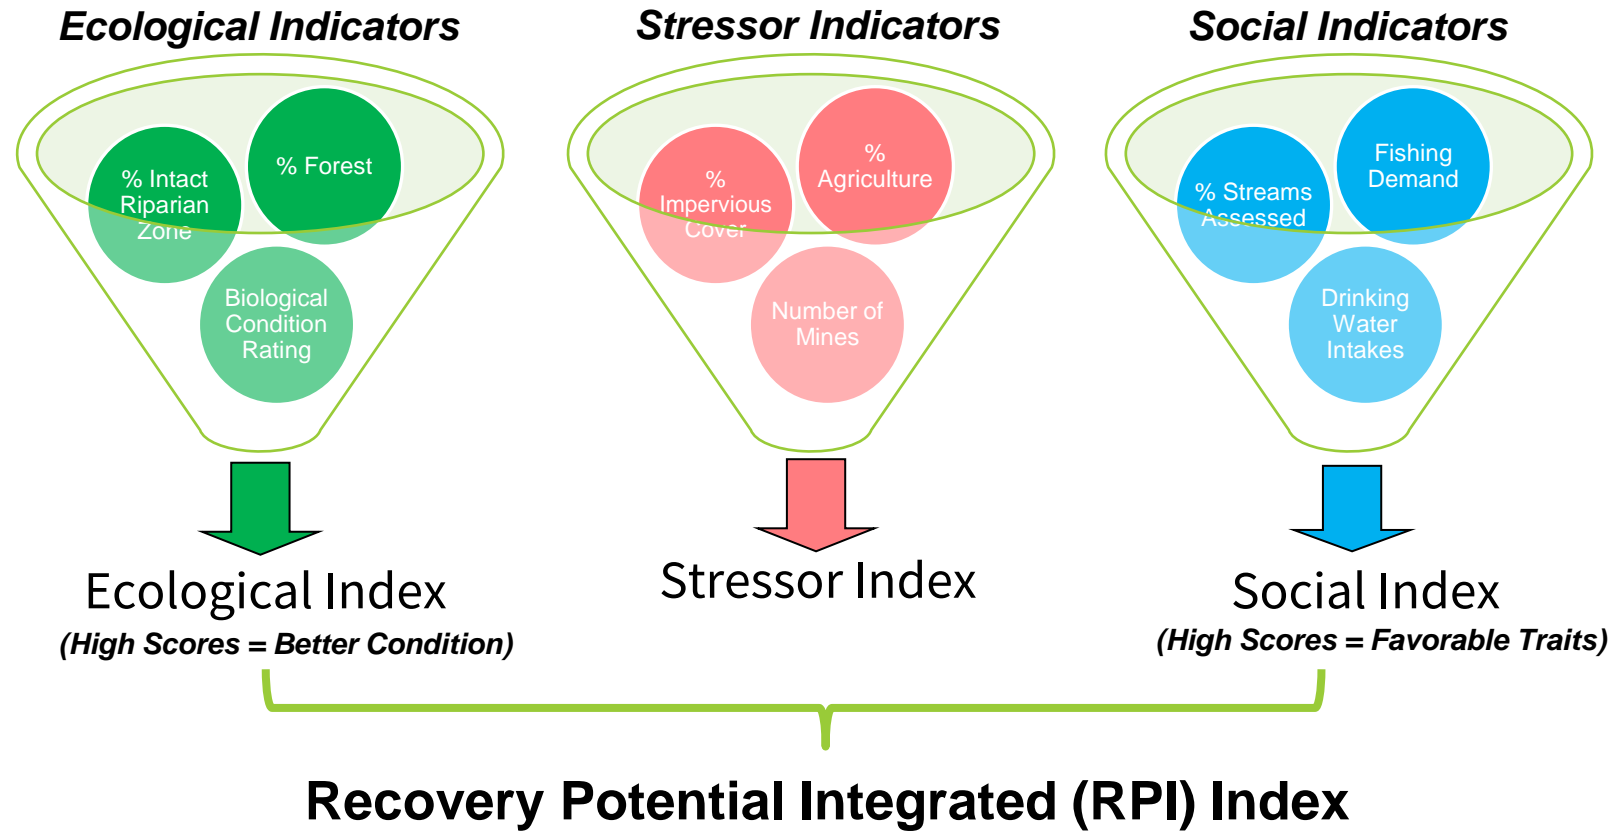 Ecological Indicators
Stressor Indicators
Social Indicators
% Intact
Riparian
Zone
% Forest
Biological
Condition
Rating
%
Impervious
Cover
%
Agriculture
Number of
Mines
% Streams
Assessed
Fishing
Demand
Drinking
Water
Intakes
Ecological Index
(High Scores = Better Condition)
Stressor Index
Social Index
(High Scores = Favorable Traits)
Recovery Potential Integrated (RPI) Index